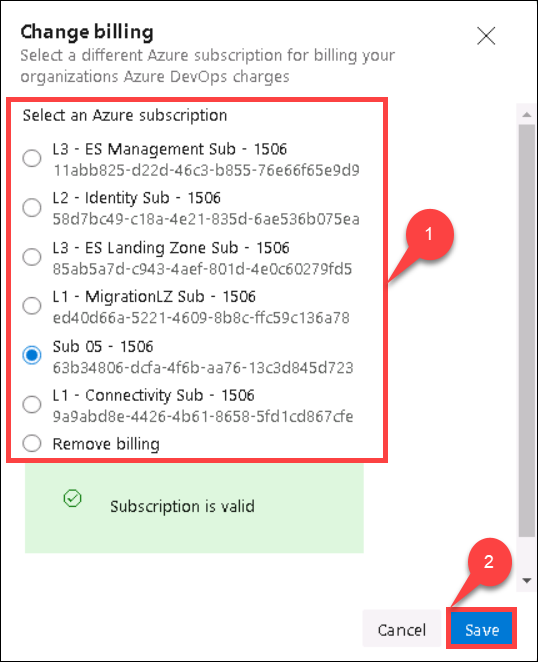 Change billing
Select a different Azure subscription for billing your
organizations Azure DevOps charges
Select an Azure subscription
L3 - ES Management Sub - 1506
11abb825-d22d-46c3-b855-76e66f65e9d9
L2 - Identity Sub - 1506
58d7bc49-c18a-4e21-835d-6ae536b075ea
L3 - ES Landing Zone Sub - 1506
85ab5a7d-c943-4aef-801d-4e0c60279fd5
1
L1 - MigrationLZ Sub - 1506
ed40d66a-5221-4609-8b8c-ffc59c136a78
Sub 05 - 1506
63b34806-dcfa-4f6b-aa76-13c3d845d723
L1 - Connectivity Sub - 1506
9a9abd8e-4426-4b61-8658-5fd1cd867cfe
Remove billing
Subscription is valid
2
Cancel
Save